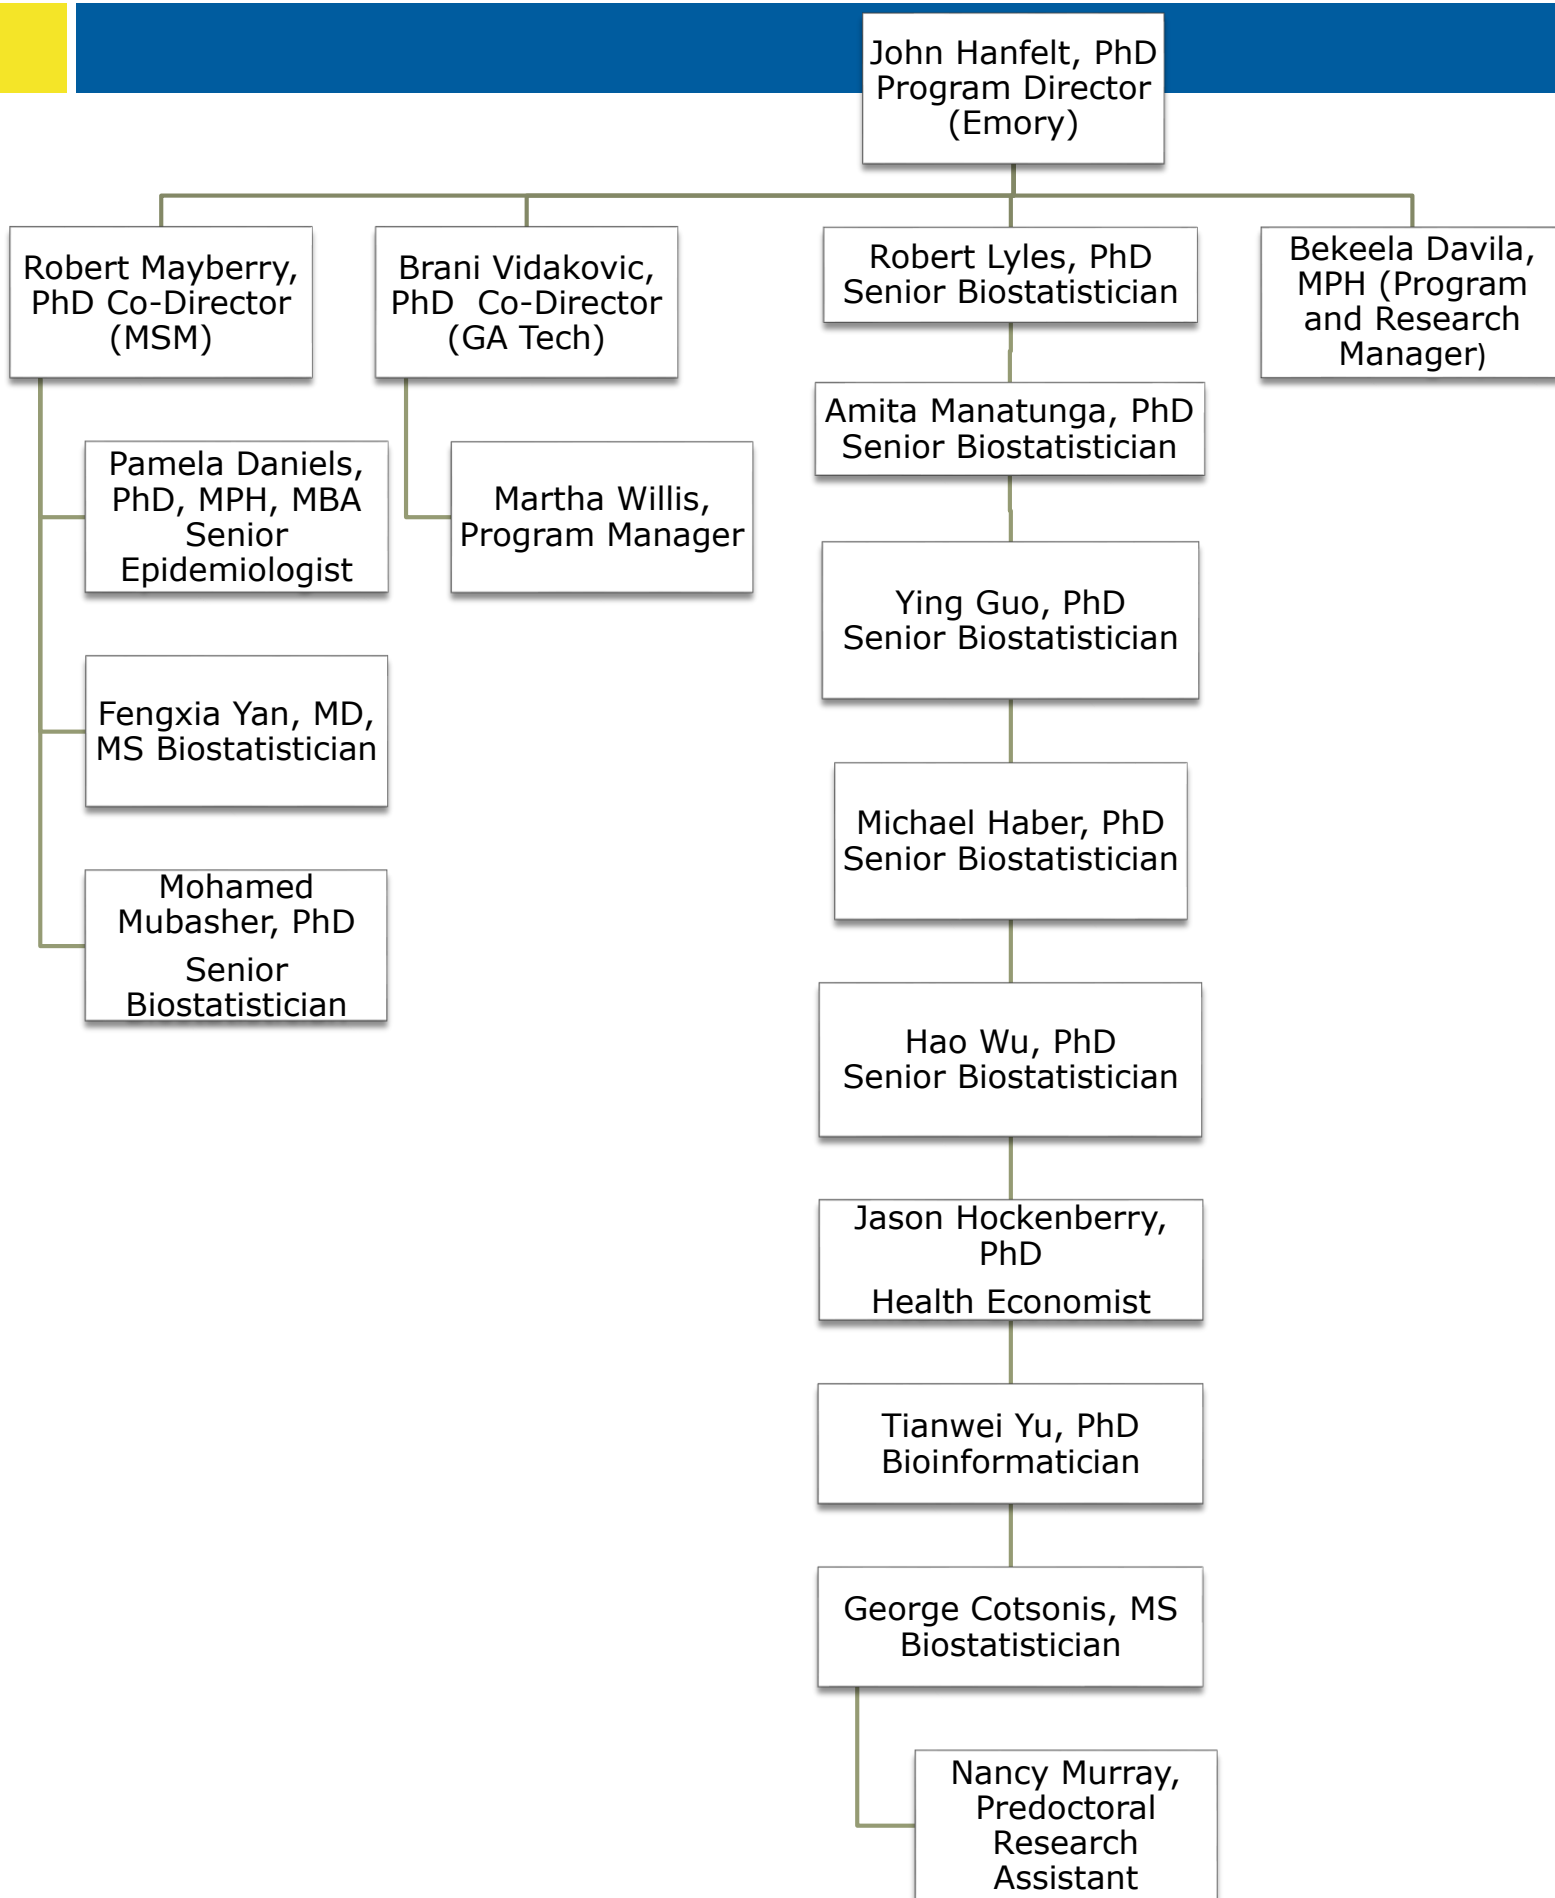 John Hanfelt, PhD
Program Director
(Emory)
Robert Mayberry,
PhD Co-Director
(MSM)
Brani Vidakovic,
PhD  Co-Director
(GA Tech)
Robert Lyles, PhD
Senior Biostatistician
Bekeela Davila,
MPH (Program
and Research
Manager)
Amita Manatunga, PhD
Senior Biostatistician
Pamela Daniels,
PhD, MPH, MBA
Senior
Epidemiologist
Martha Willis,
Program Manager
Ying Guo, PhD
Senior Biostatistician
Fengxia Yan, MD,
MS Biostatistician
Michael Haber, PhD
Senior Biostatistician
Mohamed
Mubasher, PhD
Senior
Biostatistician
Hao Wu, PhD
Senior Biostatistician
Jason Hockenberry,
PhD
Health Economist
Tianwei Yu, PhD
Bioinformatician
George Cotsonis, MS
Biostatistician
Nancy Murray,
Predoctoral
Research
Assistant